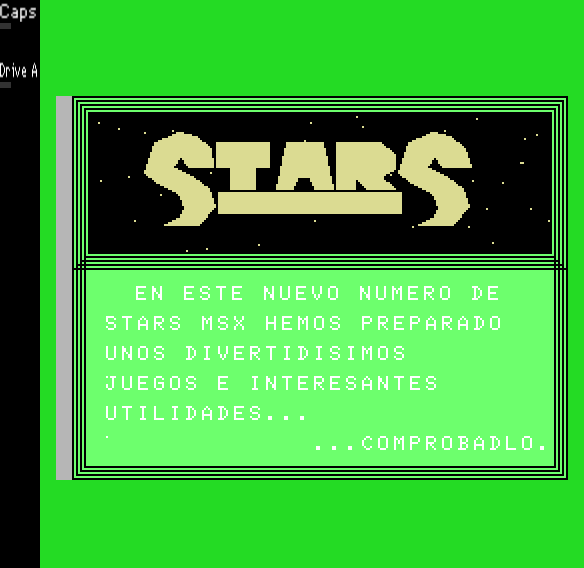 Caps
Drive A
STARS
EN ESTE NUEVO NUMERO DE
STARS MSX HEMOS PREPARADO
UNOS DIVERTIDISIMOS
JUEGOS E INTERESANTES
UTILIDADES...
...COMPROBADLO.